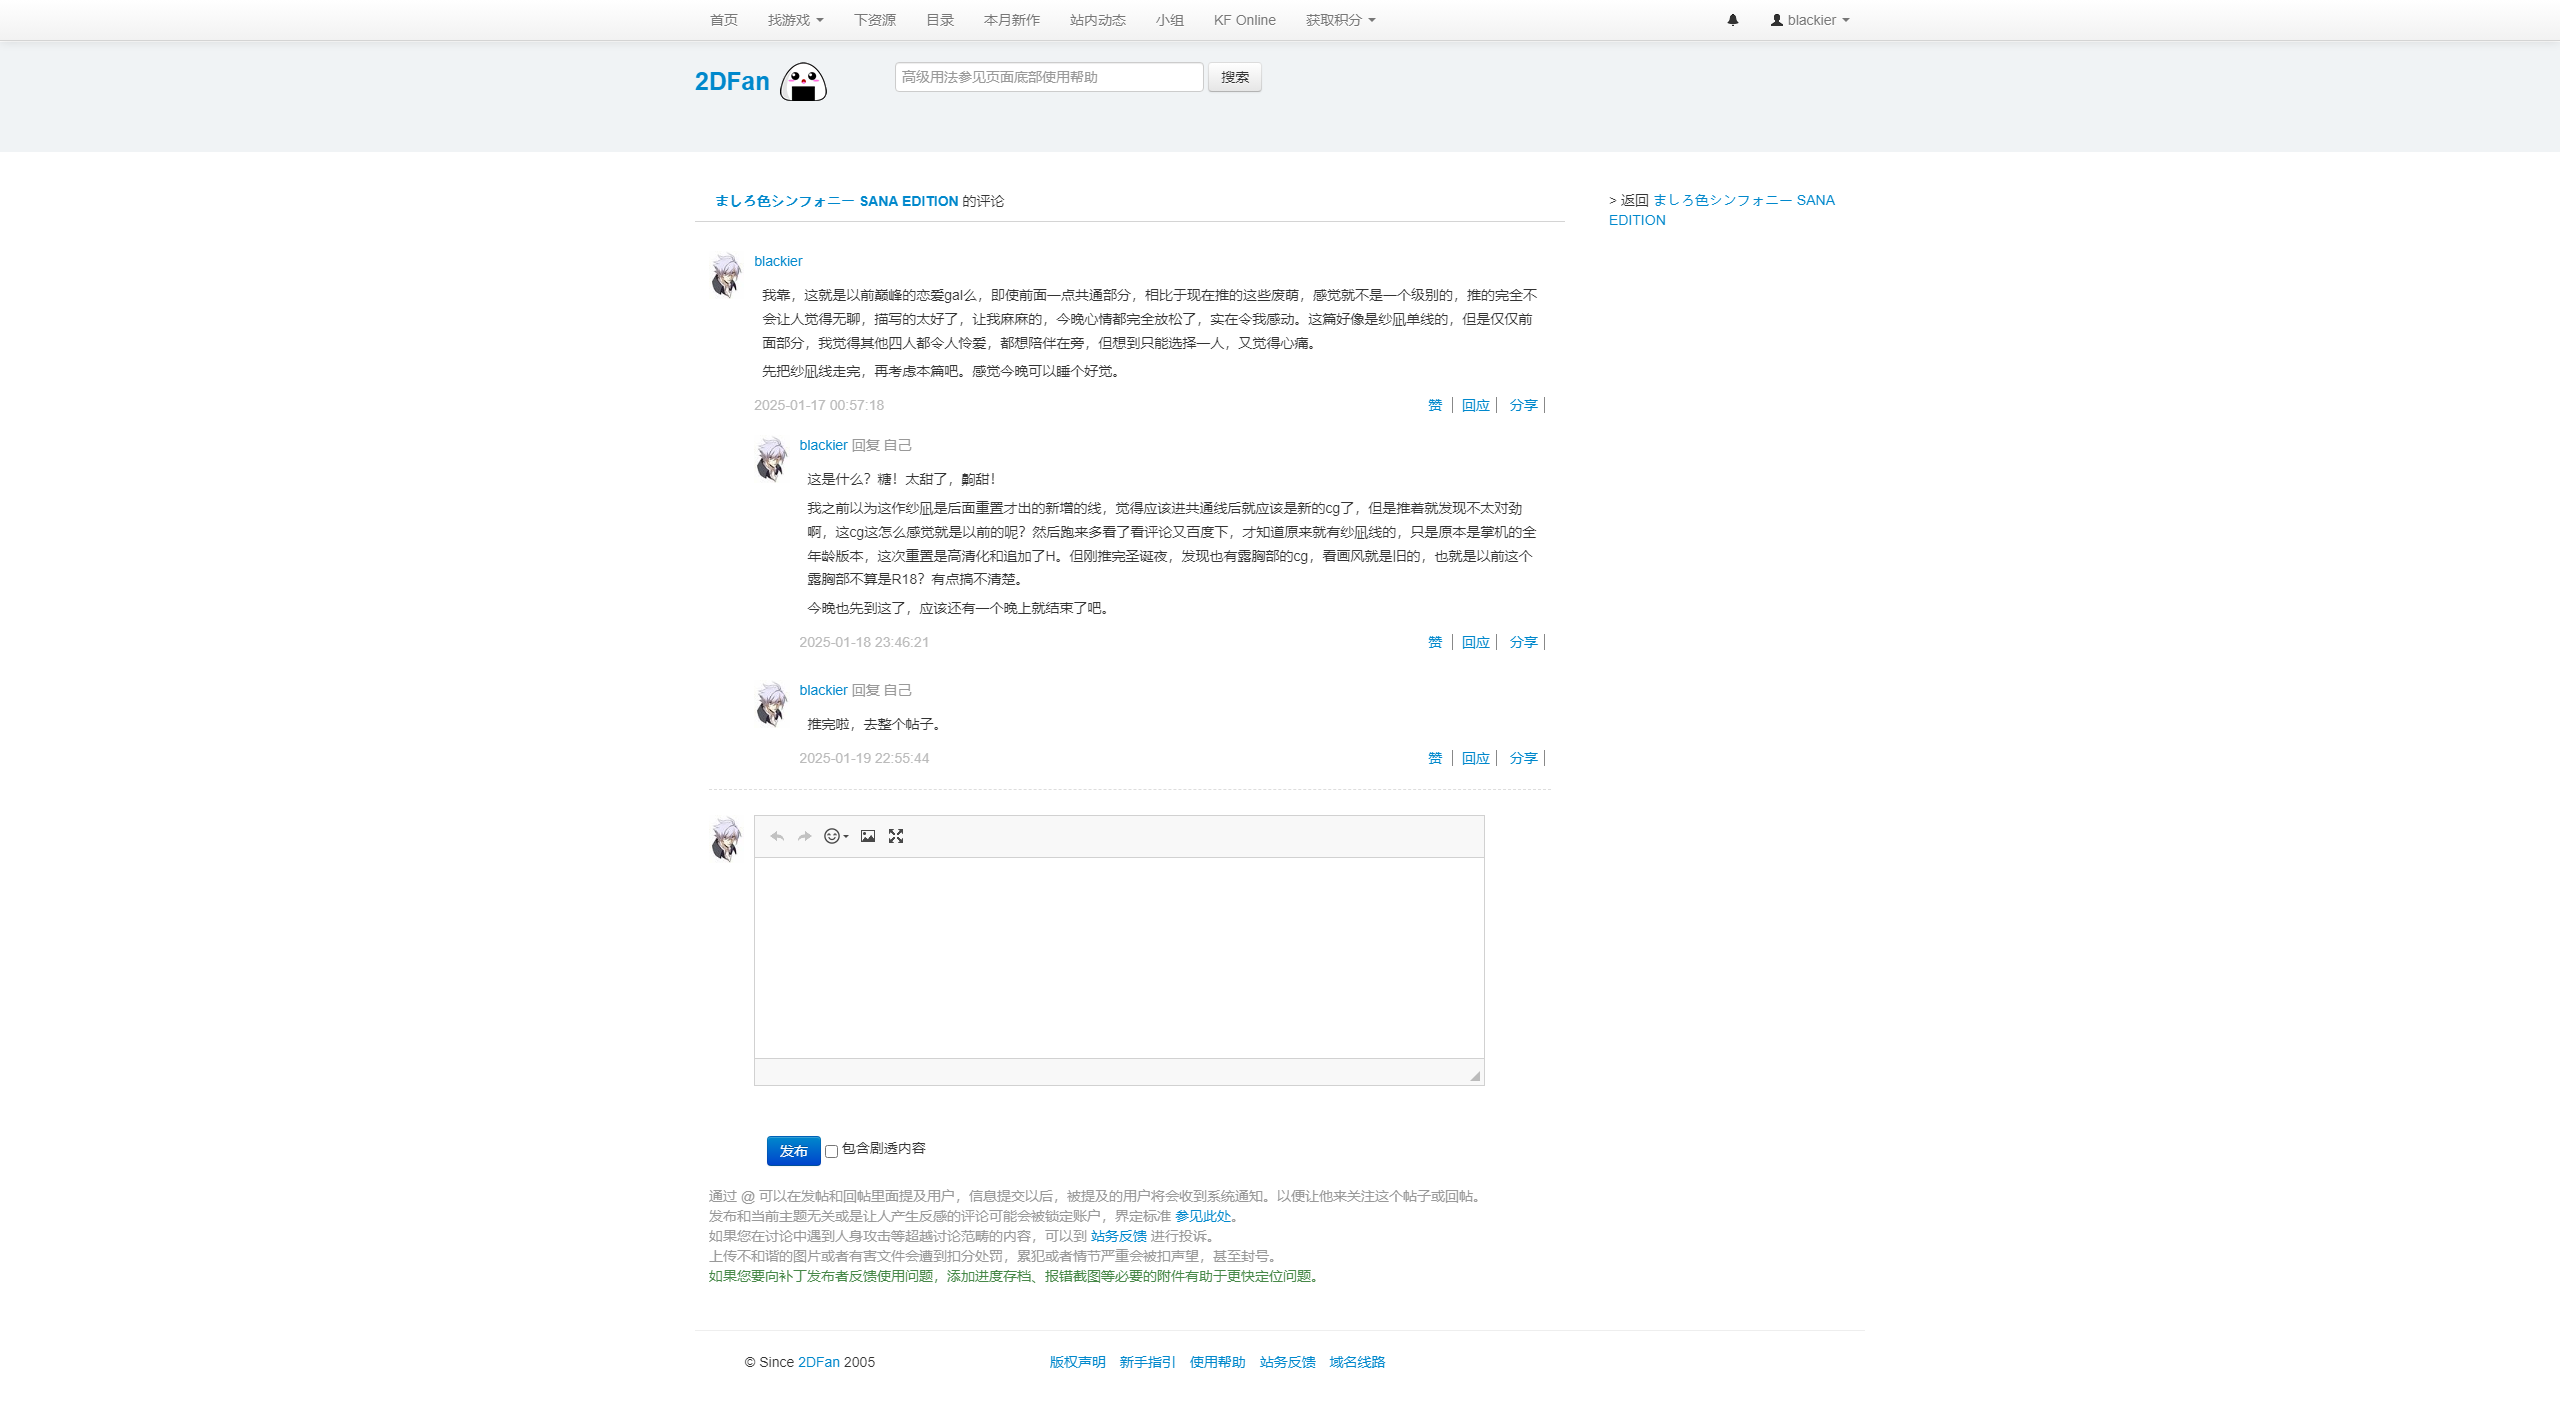 首页 找游戏 下资源 目录 本月新作 站内动态 小组 KF Online 获取积分 blackier
2DFan 高级用法参见页面底部使用帮助 搜索
ましろ色シンフォニー SANA EDITION 的评论
> 返回 ましろ色シンフォニー SANA
EDITION
blackier
我靠，这就是以前巅峰的恋爱gal么，即使前面一点共通部分，相比于现在推的这些废萌，感觉就不是一个级别的，推的完全不
会让人觉得无聊，描写的太好了，让我麻麻的，今晚心情都完全放松了，实在令我感动。这篇好像是纱凪单线的，但是仅仅前
面部分，我觉得其他四人都令人怜爱，都想陪伴在旁，但想到只能选择一人，又觉得心痛。
先把纱凪线走完，再考虑本篇吧。感觉今晚可以睡个好觉。
2025-01-17 00:57:18 赞 回应 分享
blackier 回复 自己
这是什么？糖！太甜了，齁甜！
我之前以为这作纱凪是后面重置才出的新增的线，觉得应该进共通线后就应该是新的cg了，但是推着就发现不太对劲
啊，这cg这怎么感觉就是以前的呢？然后跑来多看了看评论又百度下，才知道原来就有纱凪线的，只是原本是掌机的全
年龄版本，这次重置是高清化和追加了H。但刚推完圣诞夜，发现也有露胸部的cg，看画风就是旧的，也就是以前这个
露胸部不算是R18？有点搞不清楚。
今晚也先到这了，应该还有一个晚上就结束了吧。
2025-01-18 23:46:21 赞 回应 分享
blackier 回复 自己
推完啦，去整个帖子。
2025-01-19 22:55:44 赞 回应 分享
发布 包含剧透内容
通过 @ 可以在发帖和回帖里面提及用户，信息提交以后，被提及的用户将会收到系统通知。以便让他来关注这个帖子或回帖。
发布和当前主题无关或是让人产生反感的评论可能会被锁定账户，界定标准 参见此处。
如果您在讨论中遇到人身攻击等超越讨论范畴的内容，可以到 站务反馈 进行投诉。
上传不和谐的图片或者有害文件会遭到扣分处罚，累犯或者情节严重会被扣声望，甚至封号。
如果您要向补丁发布者反馈使用问题，添加进度存档、报错截图等必要的附件有助于更快定位问题。
© Since 2DFan 2005 版权声明 新手指引 使用帮助 站务反馈 域名线路